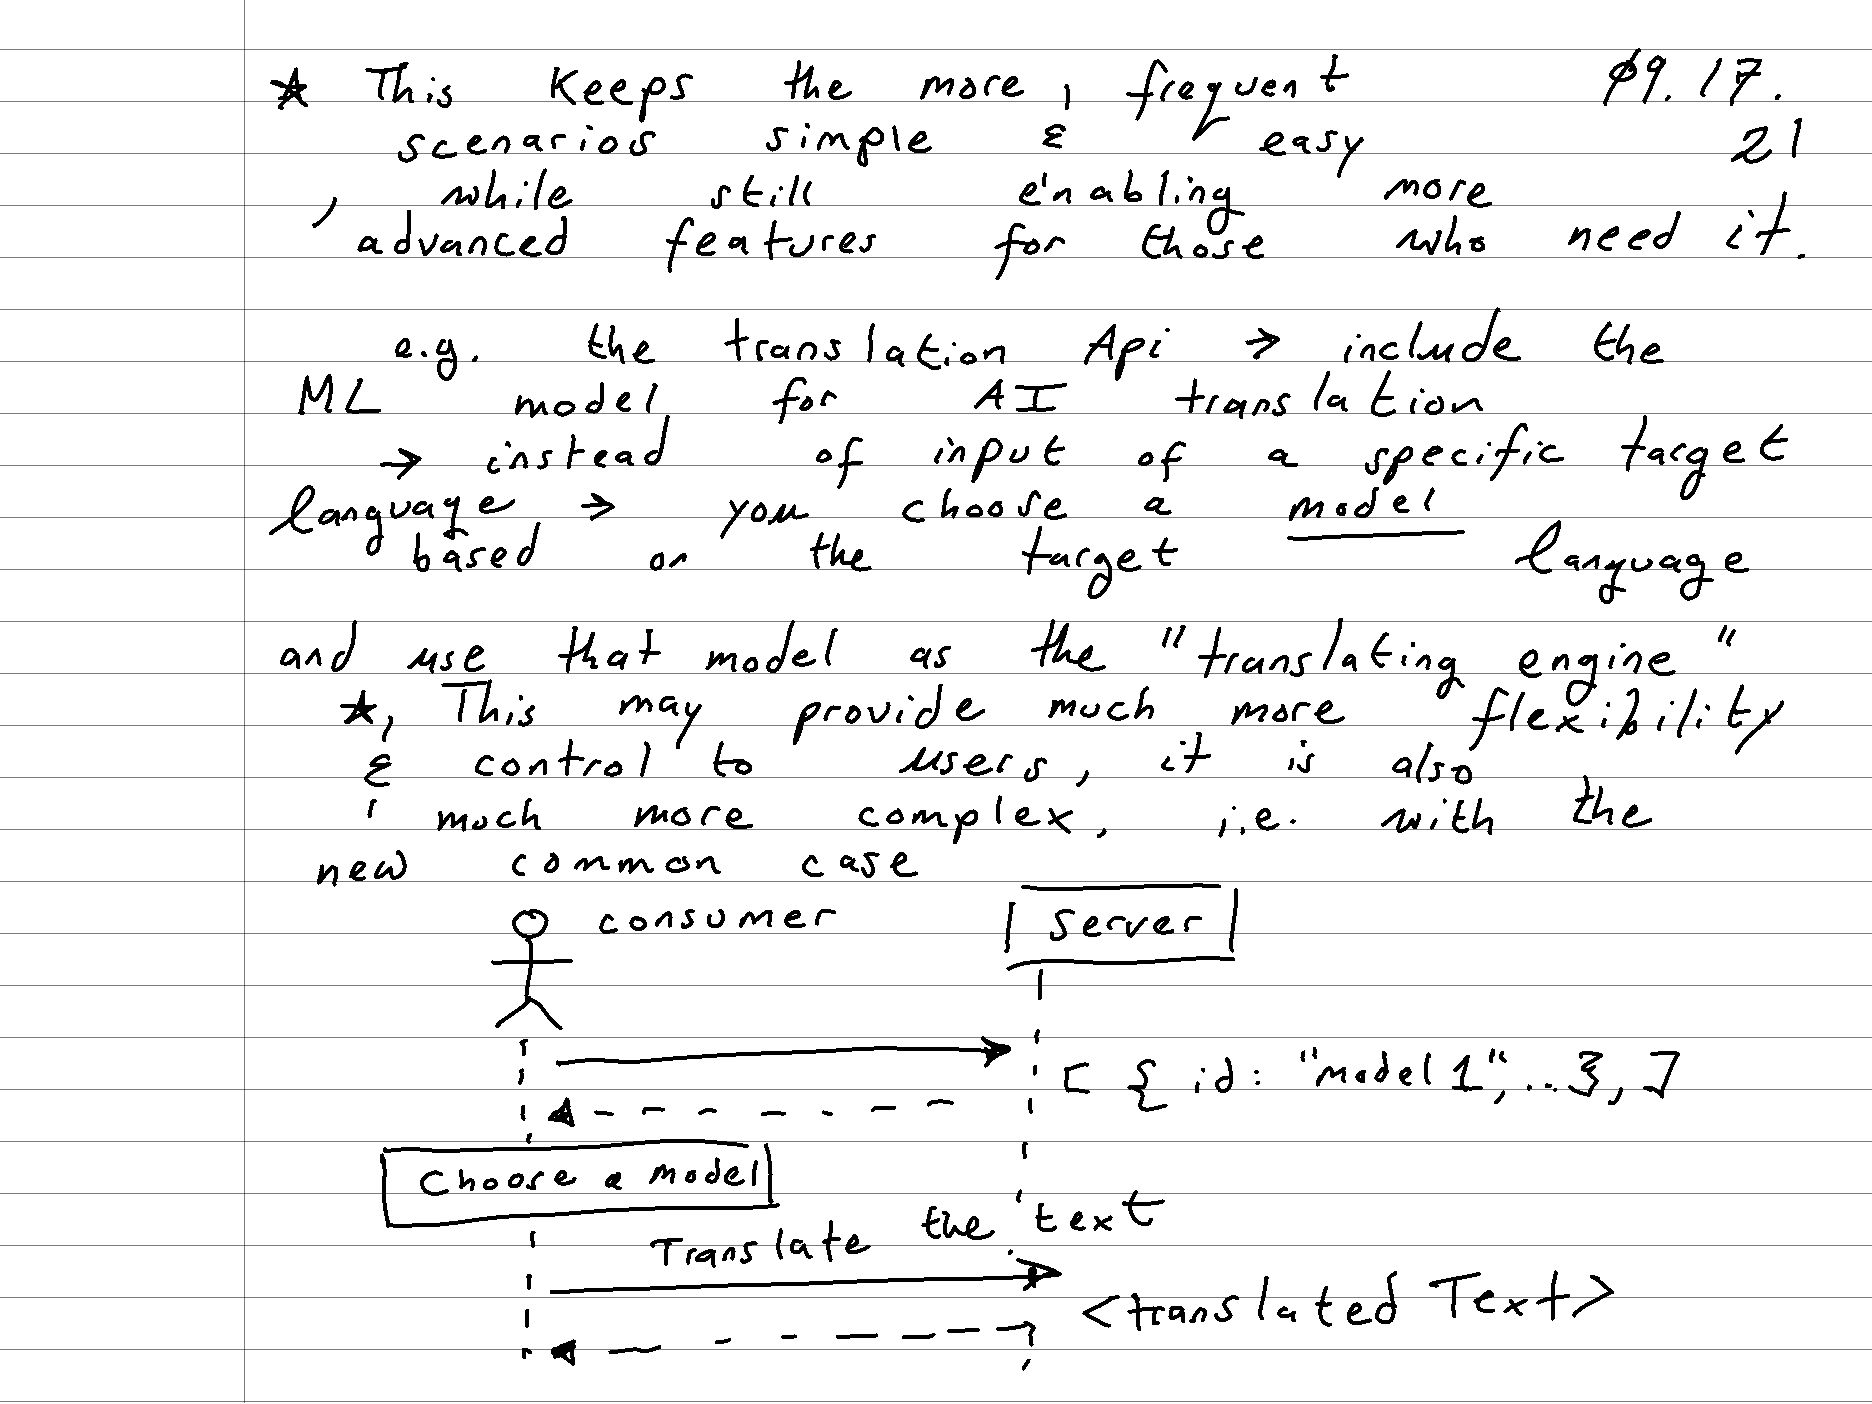 ★ This Keeps the more, frequent Ø9.17.
scenarios simple & easy 21
, while still enabling more
advanced features for those who need it.
e.g. the translation Api → include the
ML model for AI translation
→ instead of input of a specific target
language → you choose a model
based on the target language
and use that model as the "translating engine"
★, This may provide much more flexibility
& control to users, it is also
' much more complex, i.e. with the
new common case
consumer Server
[ { id: "model 1", .. }, ]
Choose a model
Translate the text
<translated Text>